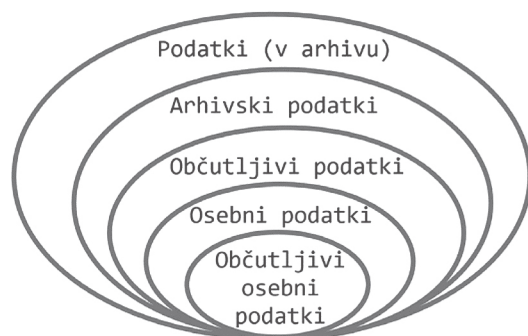 Podatki (v arhivu)
Arhivski podatki
Občutljivi podatki
Osebni podatki
Občutljivi
osebni
podatki